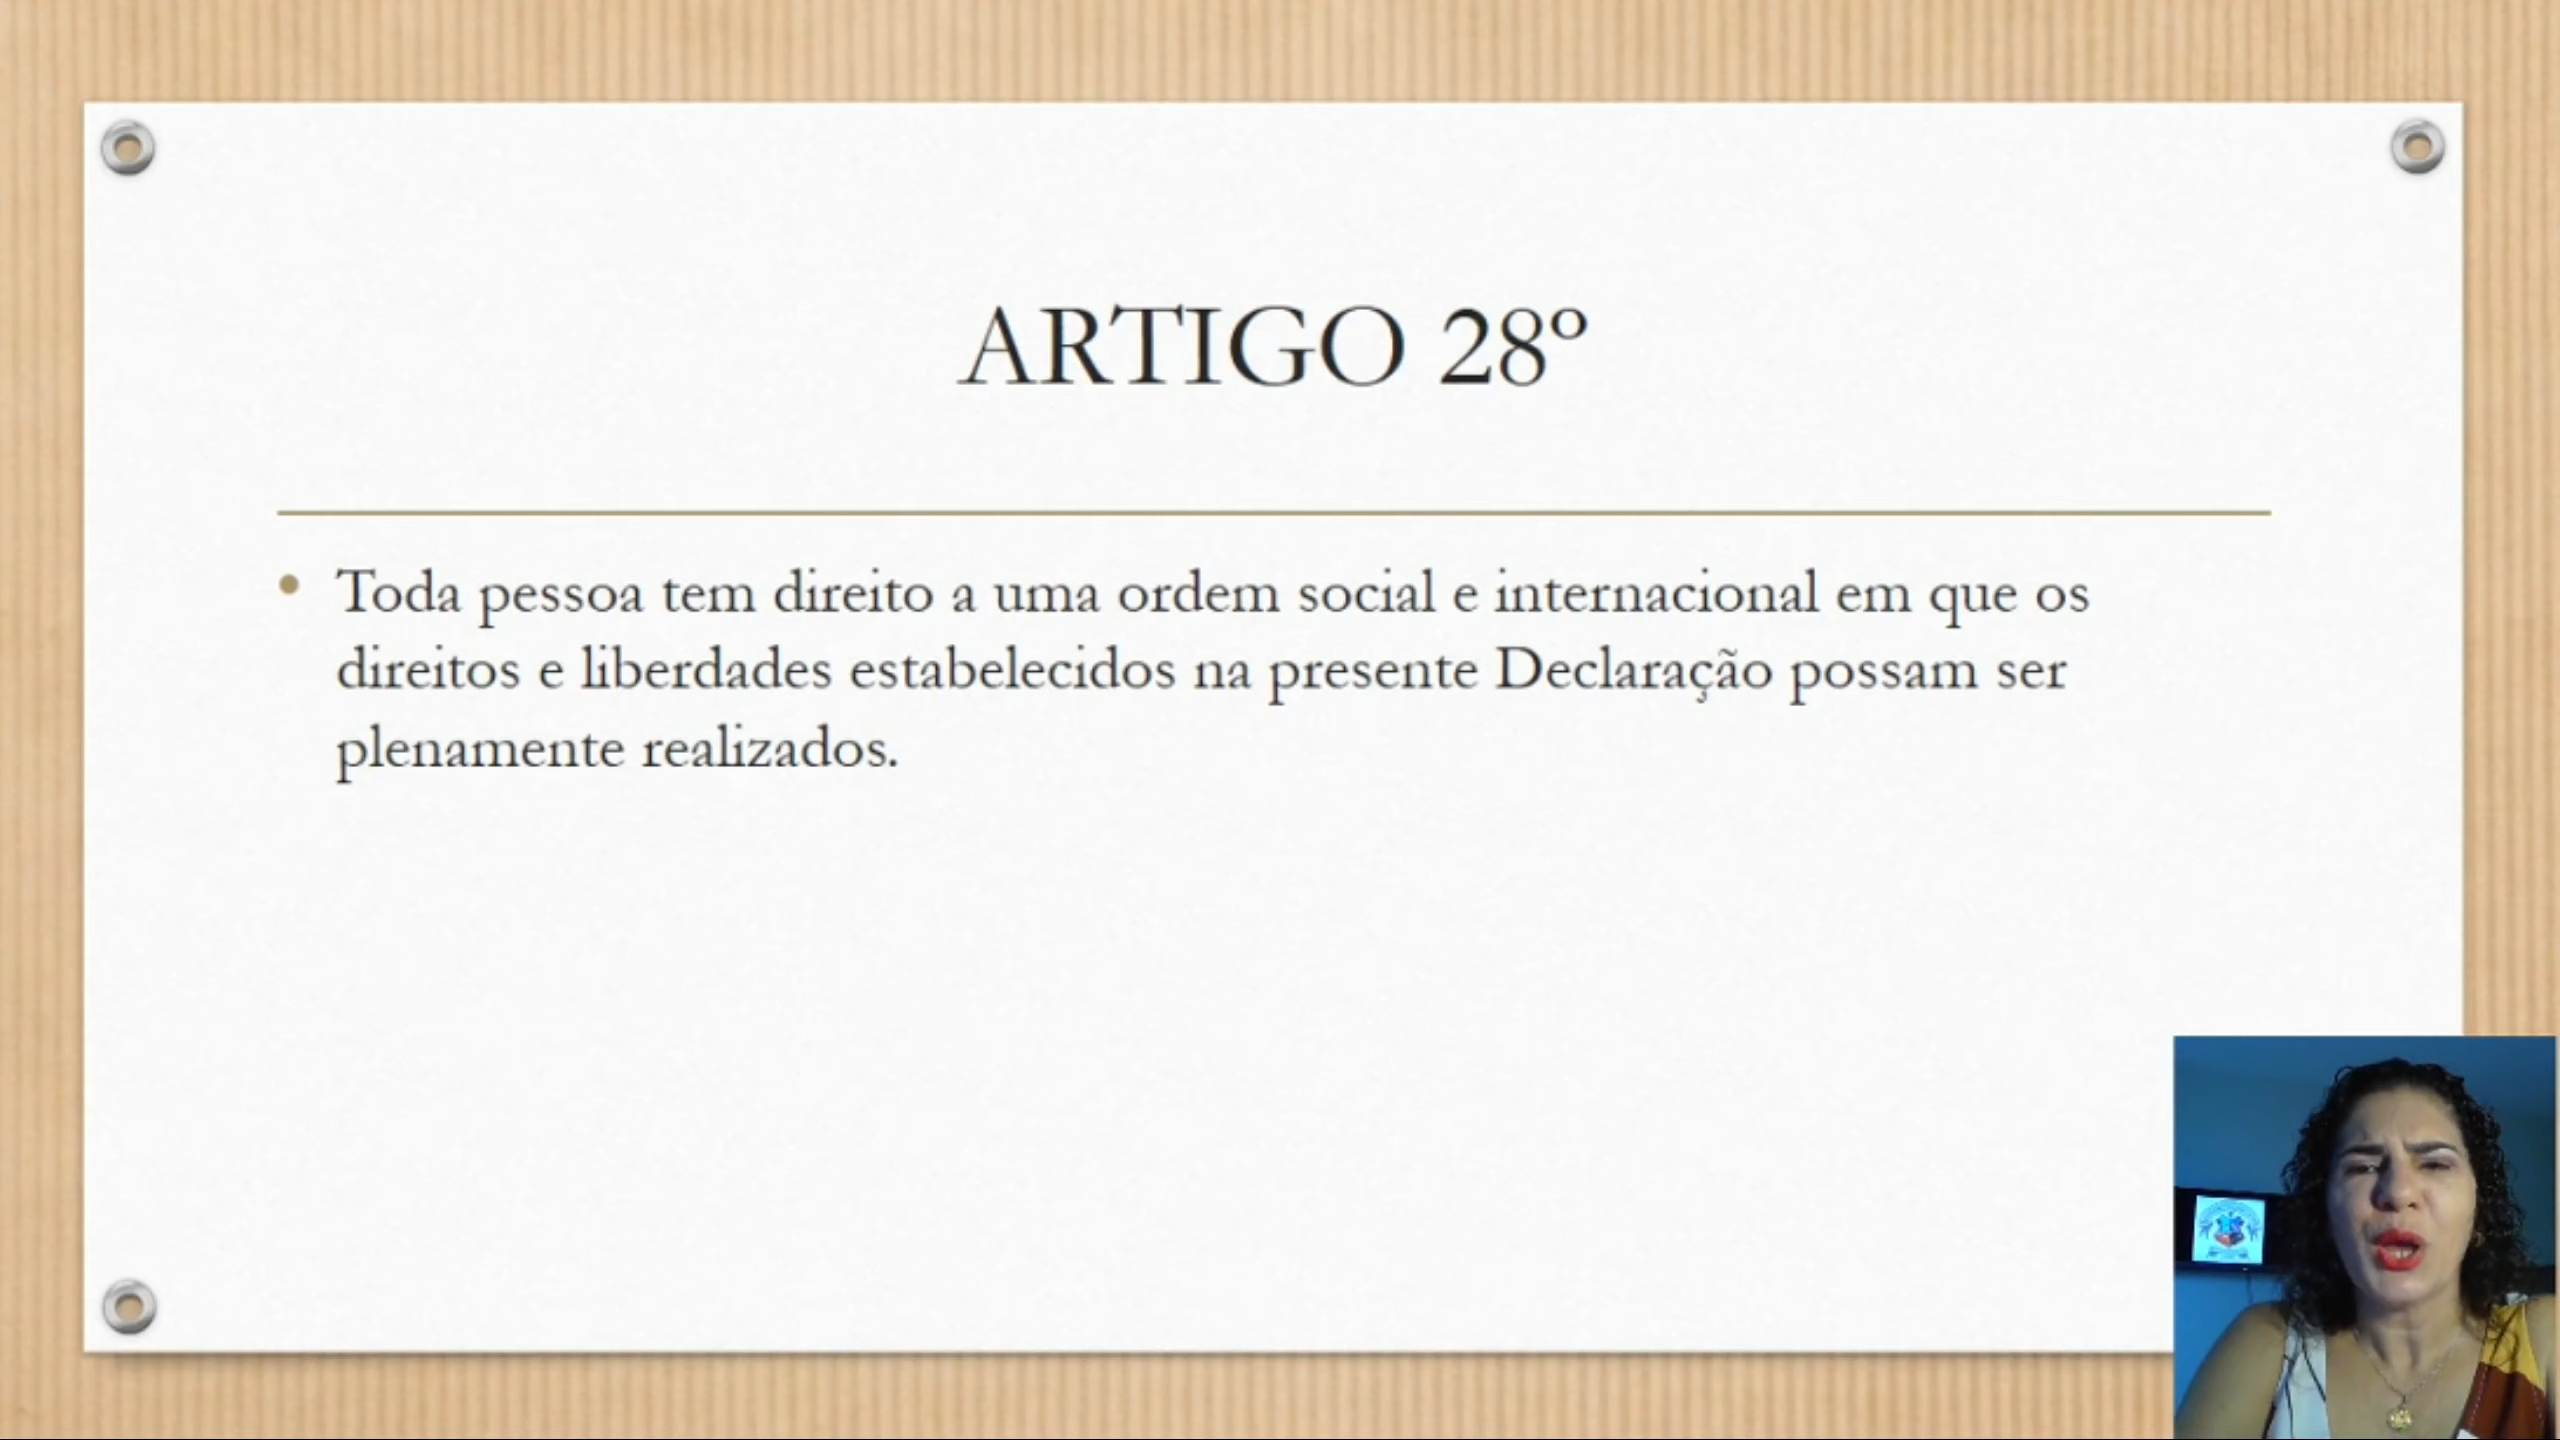 ARTIGO 28º
• Toda pessoa tem direito a uma ordem social e internacional em que os
direitos e liberdades estabelecidos na presente Declaração possam ser
plenamente realizados.